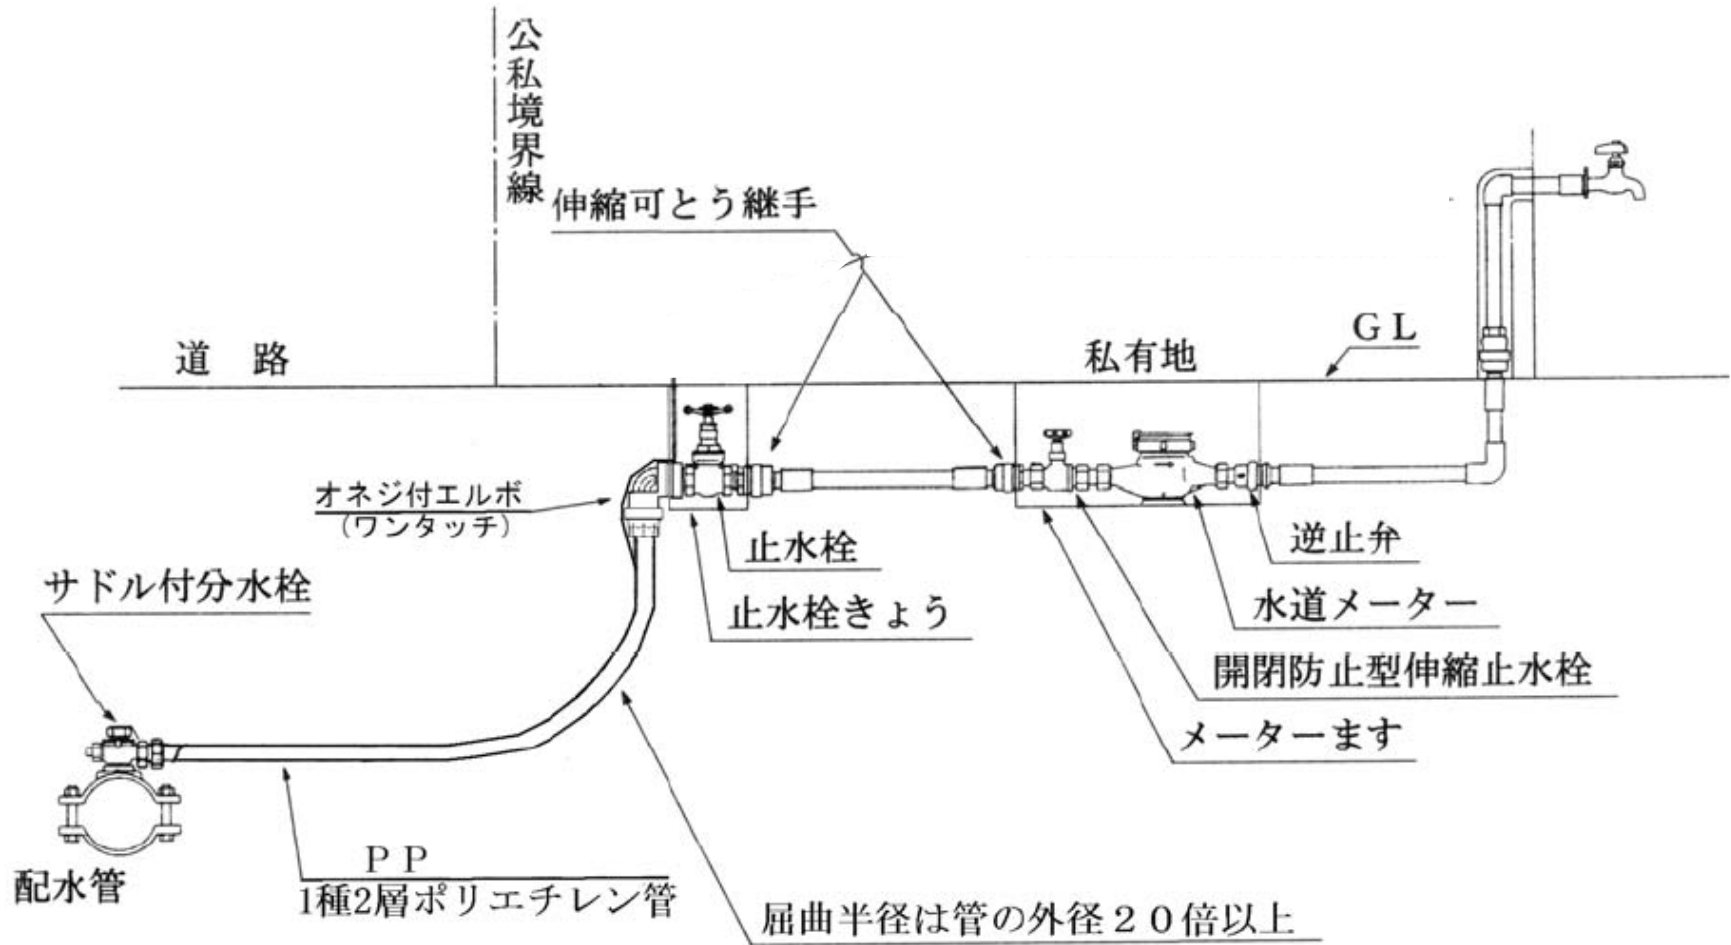 公私境界線
伸縮可とう継手
道 路
私有地
GL
オネジ付エルボ
(ワンタッチ)
止水栓
逆止弁
サドル付分水栓
止水栓きょう
水道メーター
開閉防止型伸縮止水栓
メーターます
PP
1種2層ポリエチレン管
配水管
屈曲半径は管の外径20倍以上